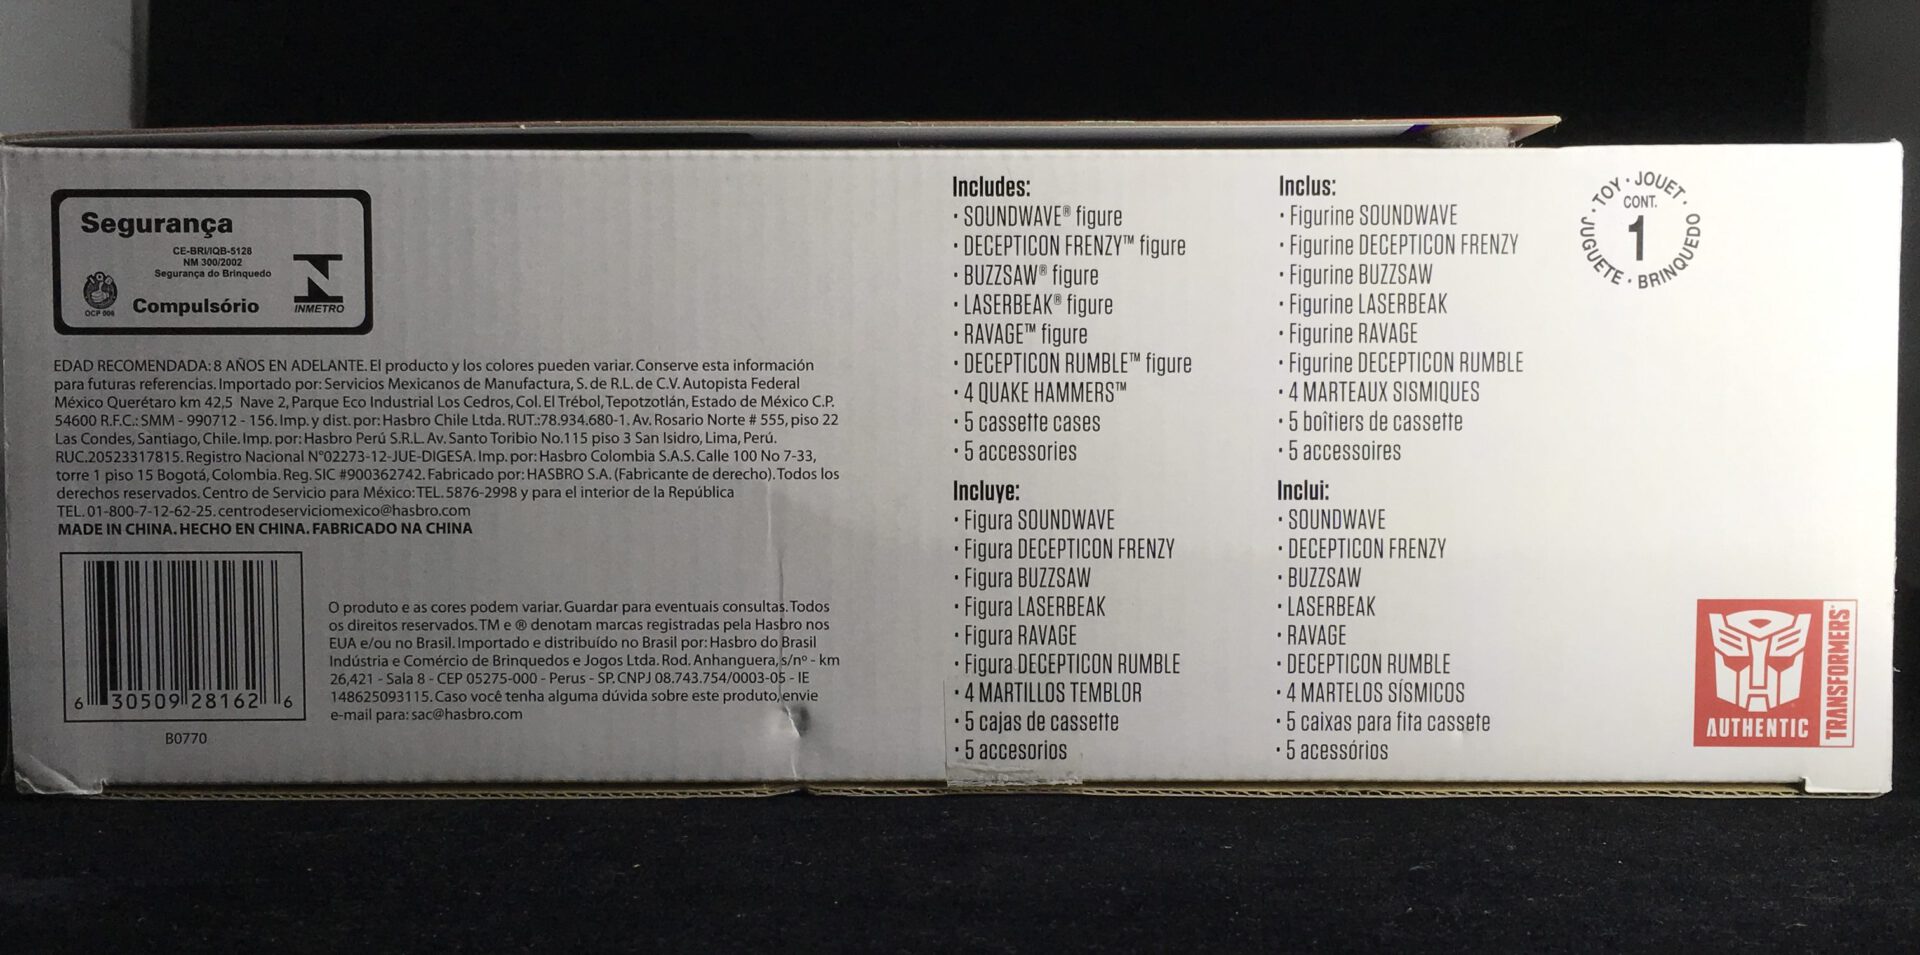 Segurança
CE-BRI/IQB-5128
NM 300/2002
Segurança do Brinquedo
Compulsório
OCP 006
INMETRO
EDAD RECOMENDADA: 8 AÑOS EN ADELANTE. El producto y los colores pueden variar. Conserve esta información
para futuras referencias. Importado por: Servicios Mexicanos de Manufactura, S. de R.L. de C.V. Autopista Federal
México Querétaro km 42,5 Nave 2, Parque Eco Industrial Los Cedros, Col. El Trébol, Tepotzotlán, Estado de México C.P.
54600 R.F.C.: SMM - 990712 - 156. Imp. y dist. por: Hasbro Chile Ltda. RUT.:78.934.680-1. Av. Rosario Norte # 555, piso 22
Las Condes, Santiago, Chile. Imp. por: Hasbro Perú S.R.L. Av. Santo Toribio No.115 piso 3 San Isidro, Lima, Perú.
RUC.20523317815. Registro Nacional N°02273-12-JUE-DIGESA. Imp. por: Hasbro Colombia S.A.S. Calle 100 No 7-33,
torre 1 piso 15 Bogotá, Colombia. Reg. SIC #900362742. Fabricado por: HASBRO S.A. (Fabricante de derecho). Todos los
derechos reservados. Centro de Servicio para México: TEL. 5876-2998 y para el interior de la República
TEL. 01-800-7-12-62-25. centrodeserviciomexico@hasbro.com
MADE IN CHINA. HECHO EN CHINA. FABRICADO NA CHINA
6 30509 28162 6
B0770
O produto e as cores podem variar. Guardar para eventuais consultas. Todos
os direitos reservados. TM e ® denotam marcas registradas pela Hasbro nos
EUA e/ou no Brasil. Importado e distribuído no Brasil por: Hasbro do Brasil
Indústria e Comércio de Brinquedos e Jogos Ltda. Rod. Anhanguera, s/nº - km
26,421 - Sala 8 - CEP 05275-000 - Perus - SP. CNPJ 08.743.754/0003-05 - IE
148625093115. Caso você tenha alguma dúvida sobre este produto, envie
e-mail para: sac@hasbro.com
Includes:
· SOUNDWAVE® figure
· DECEPTICON FRENZY™ figure
· BUZZSAW® figure
· LASERBEAK® figure
· RAVAGE™ figure
· DECEPTICON RUMBLE™ figure
· 4 QUAKE HAMMERS™
· 5 cassette cases
· 5 accessories
Inclus:
· Figurine SOUNDWAVE
· Figurine DECEPTICON FRENZY
· Figurine BUZZSAW
· Figurine LASERBEAK
· Figurine RAVAGE
· Figurine DECEPTICON RUMBLE
· 4 MARTEAUX SISMIQUES
· 5 boîtiers de cassette
· 5 accessoires
Incluye:
· Figura SOUNDWAVE
· Figura DECEPTICON FRENZY
· Figura BUZZSAW
· Figura LASERBEAK
· Figura RAVAGE
· Figura DECEPTICON RUMBLE
· 4 MARTILLOS TEMBLOR
· 5 cajas de cassette
· 5 accesorios
Inclui:
· SOUNDWAVE
· DECEPTICON FRENZY
· BUZZSAW
· LASERBEAK
· RAVAGE
· DECEPTICON RUMBLE
· 4 MARTELOS SÍSMICOS
· 5 caixas para fita cassete
· 5 acessórios
· TOY · JOUET · BRINQUEDO · JUGUETE
CONT.
1
AUTHENTIC
TRANSFORMERS